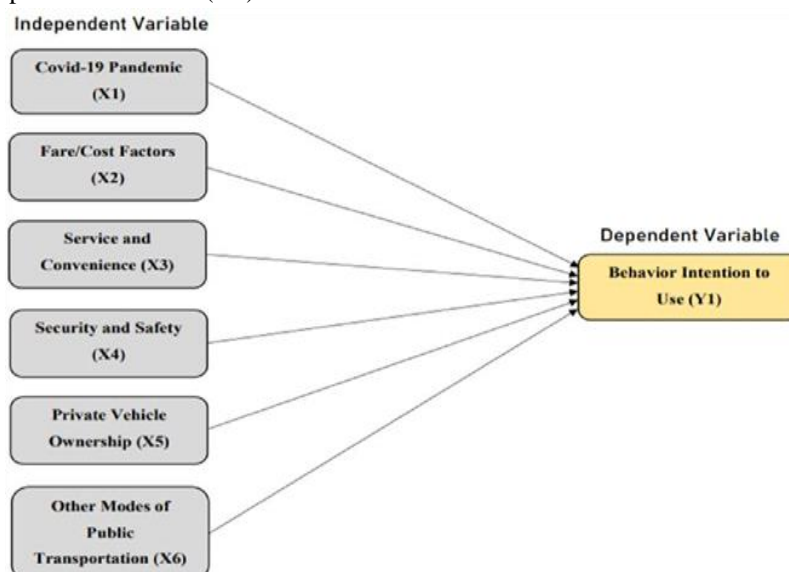 Independent Variable
Covid-19 Pandemic
(X1)
Fare/Cost Factors
(X2)
Service and
Convenience (X3)
Security and Safety
(X4)
Private Vehicle
Ownership (X5)
Other Modes of
Public
Transportation (X6)
Dependent Variable
Behavior Intention to
Use (Y1)